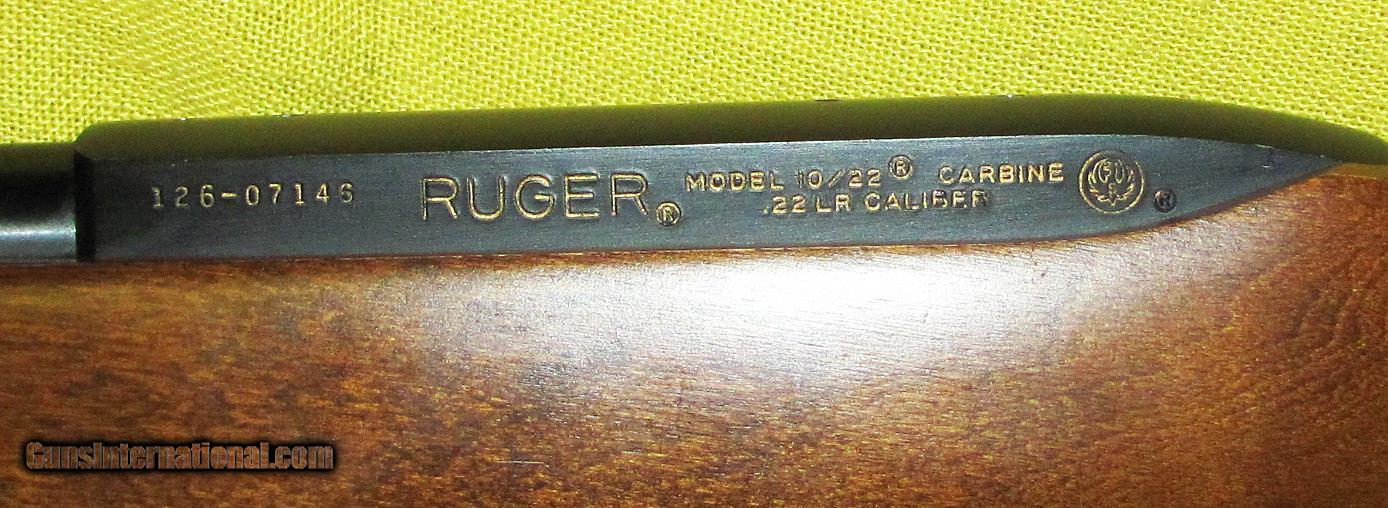 126-07146
RUGER®
MODEL 10/22® CARBINE
.22 LR CALIBER
®
GunsInternational.com